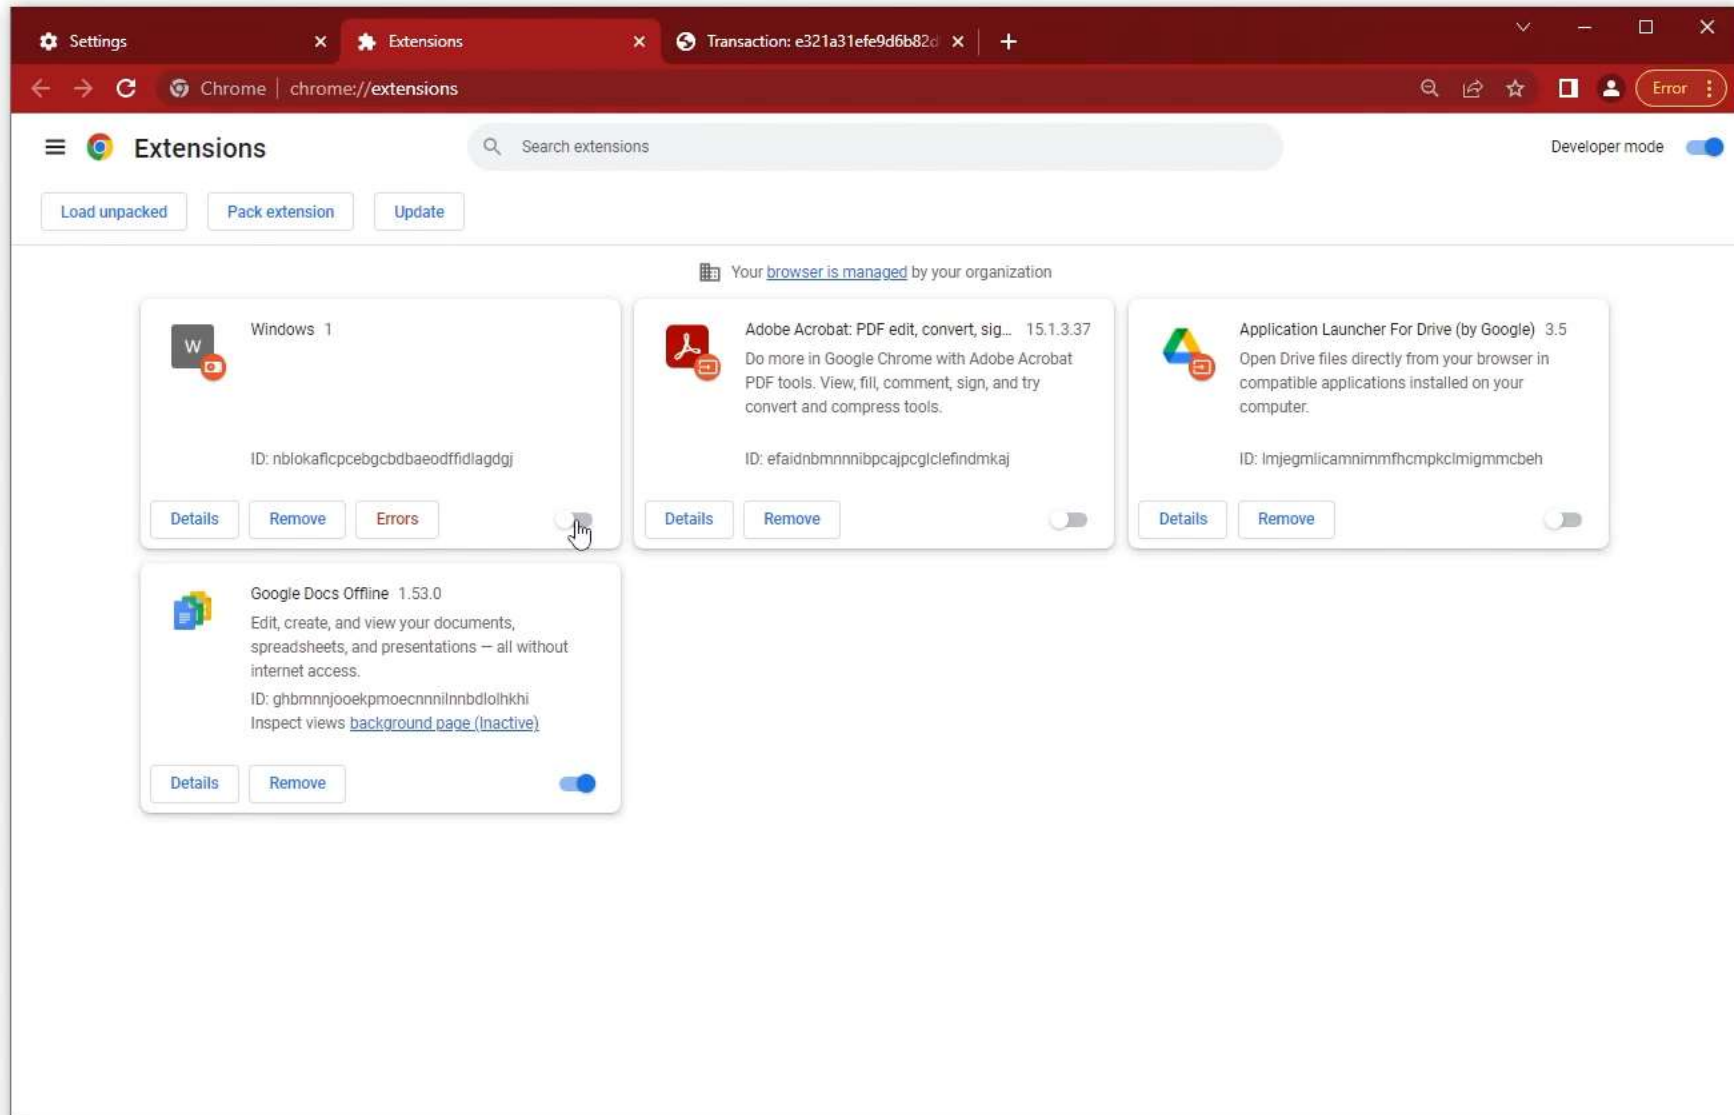 Settings
Extensions
Transaction: e321a31efe9d6b82d
Chrome | chrome://extensions
Error
Extensions
Search extensions
Developer mode
Load unpacked
Pack extension
Update
Your browser is managed by your organization
W
Windows 1
ID: nblokaflcpcebgcbdbaeodffidlagdgj
Details
Remove
Errors
Adobe Acrobat: PDF edit, convert, sig... 15.1.3.37
Do more in Google Chrome with Adobe Acrobat
PDF tools. View, fill, comment, sign, and try
convert and compress tools.
ID: efaidnbmnnnibpcajpcglclefindmkaj
Details
Remove
Application Launcher For Drive (by Google) 3.5
Open Drive files directly from your browser in
compatible applications installed on your
computer.
ID: lmjegmlicamnimmfhcmpkclmigmmcbeh
Details
Remove
Google Docs Offline 1.53.0
Edit, create, and view your documents,
spreadsheets, and presentations — all without
internet access.
ID: ghbmnnjooekpmoecnnnilnnbdlolhkhi
Inspect views background page (Inactive)
Details
Remove